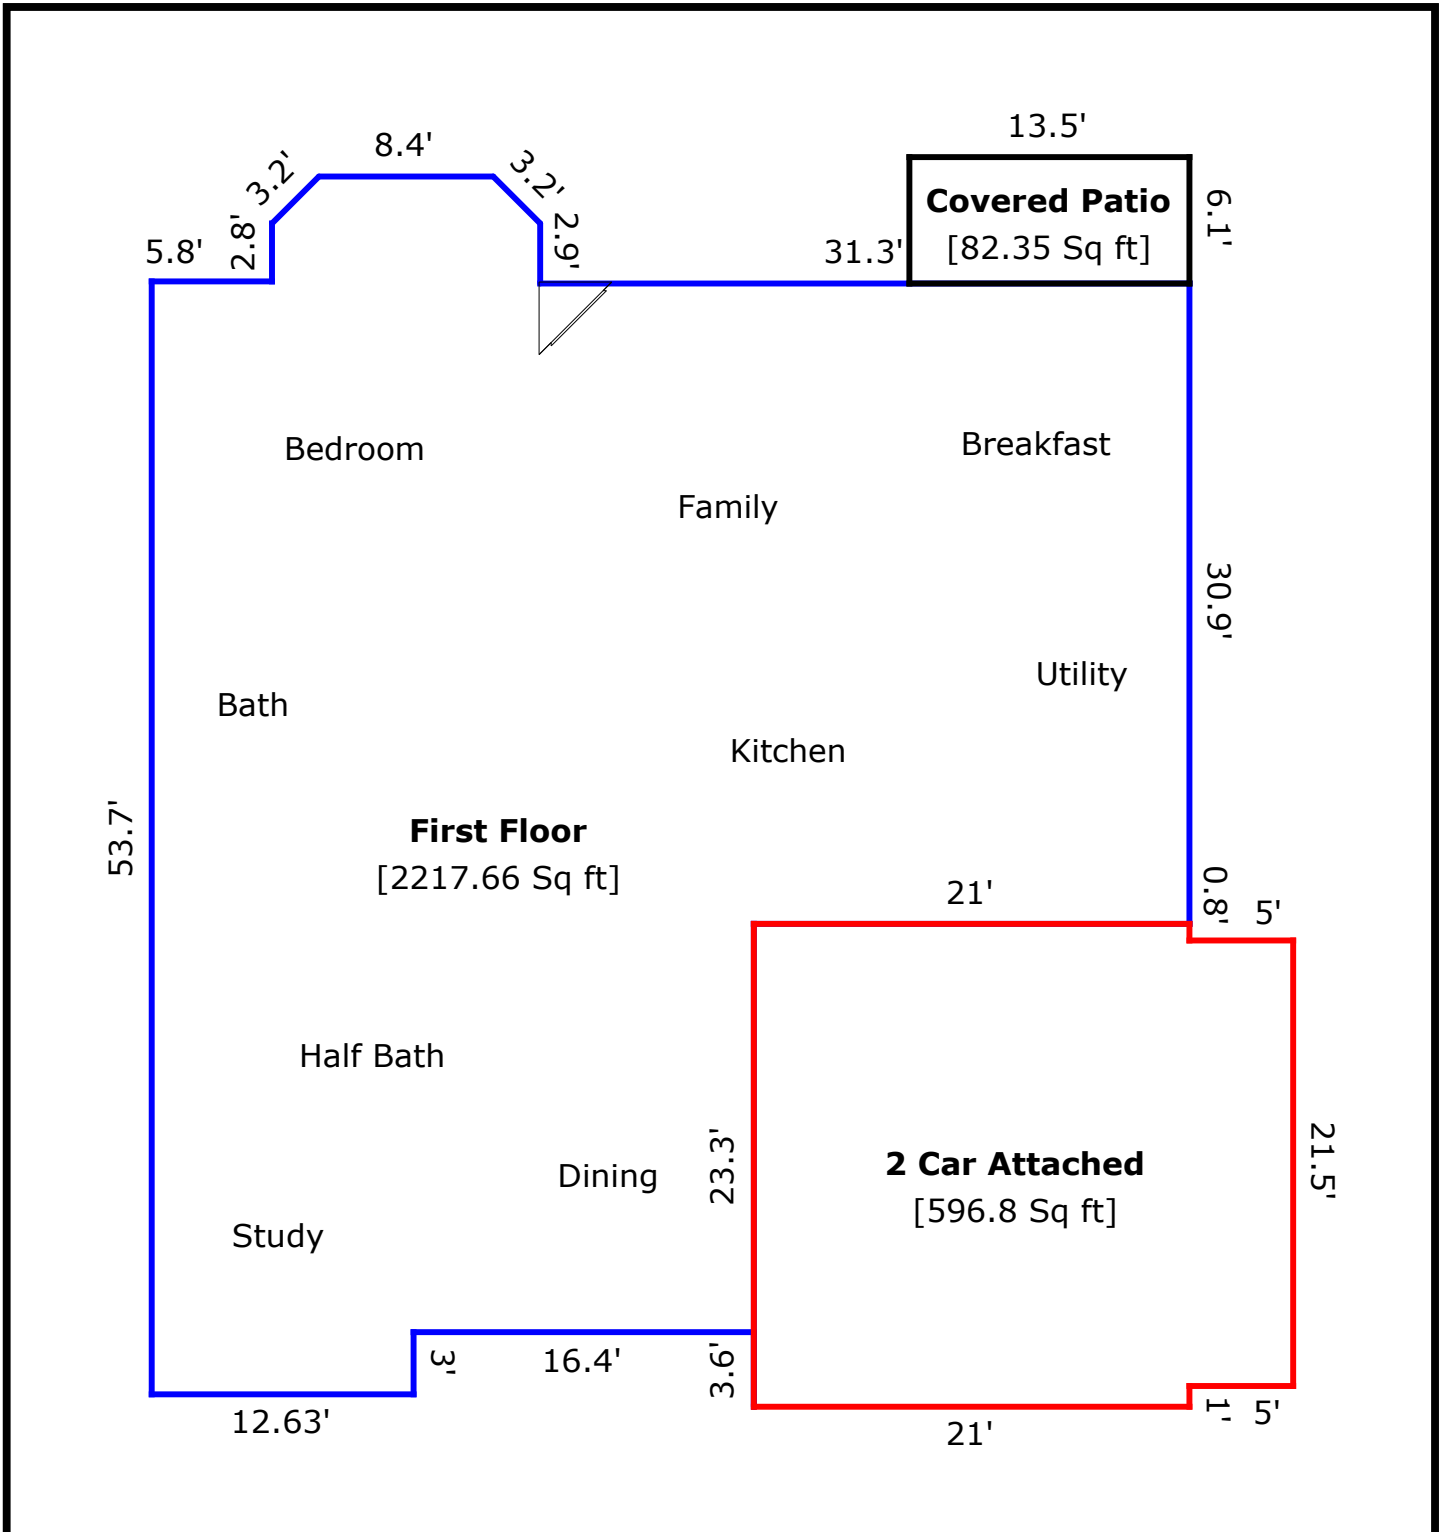 13.5'
8.4'
3.2'
3.2'
Covered Patio
[82.35 Sq ft]
6.1'
5.8'
2.8'
2.9'
31.3'
Bedroom
Breakfast
Family
30.9'
Utility
Bath
Kitchen
53.7'
First Floor
[2217.66 Sq ft]
21'
0.8'
5'
Half Bath
Dining
23.3'
2 Car Attached
[596.8 Sq ft]
21.5'
Study
3'
16.4'
3.6'
12.63'
21'
1'
5'